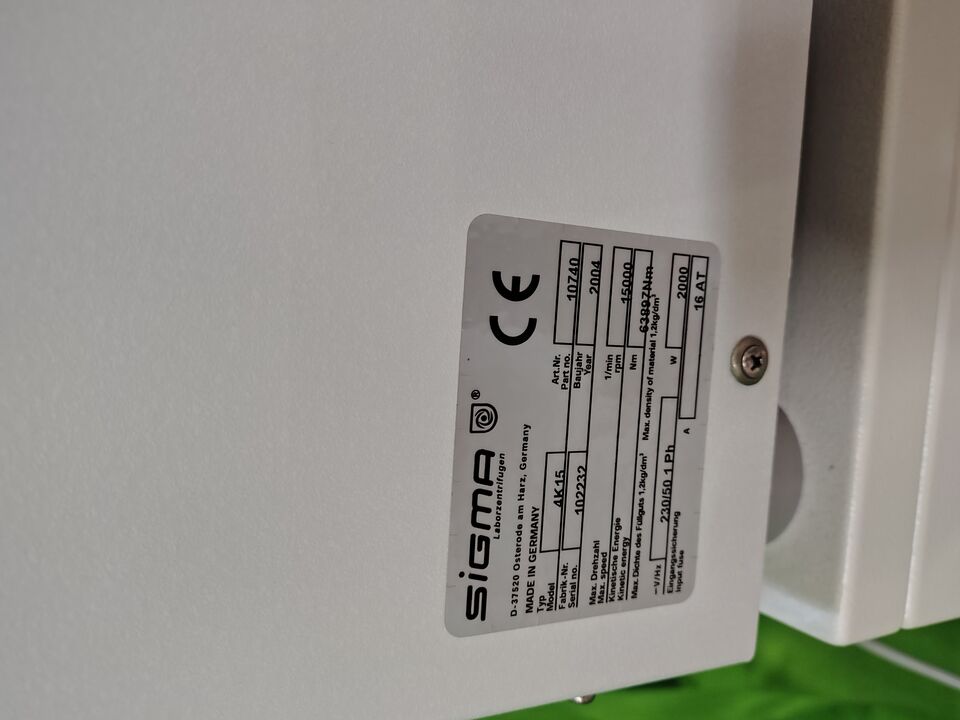 SIGMA ®
Laborzentrifugen
CE
D-37520 Osterode am Harz, Germany
MADE IN GERMANY
Typ
Model 4K15 Art.Nr.
Part no. 10740
Fabrik.-Nr.
Serial no. 102232 Baujahr
Year 2004
Max. Drehzahl
Max. speed 1/min
rpm 15000
Kinetische Energie
Kinetic energy Nm 63897Nm
Max. Dichte des Füllguts 1,2kg/dm³ Max. density of material 1,2kg/dm³
~V/Hz 230/50 1 Ph W 2000
Eingangssicherung
Input fuse A 16 AT